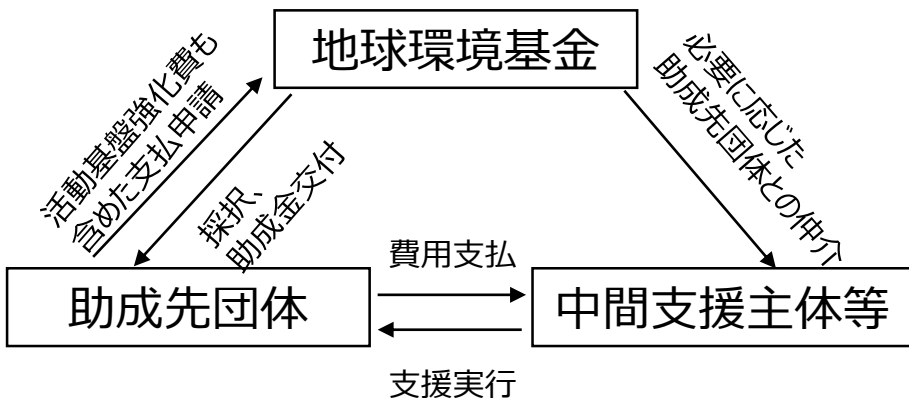 地球環境基金
活動基盤強化費も
含めた支払申請
採択、
助成金交付
必要に応じた
助成先団体との仲介
費用支払
助成先団体
中間支援主体等
支援実行